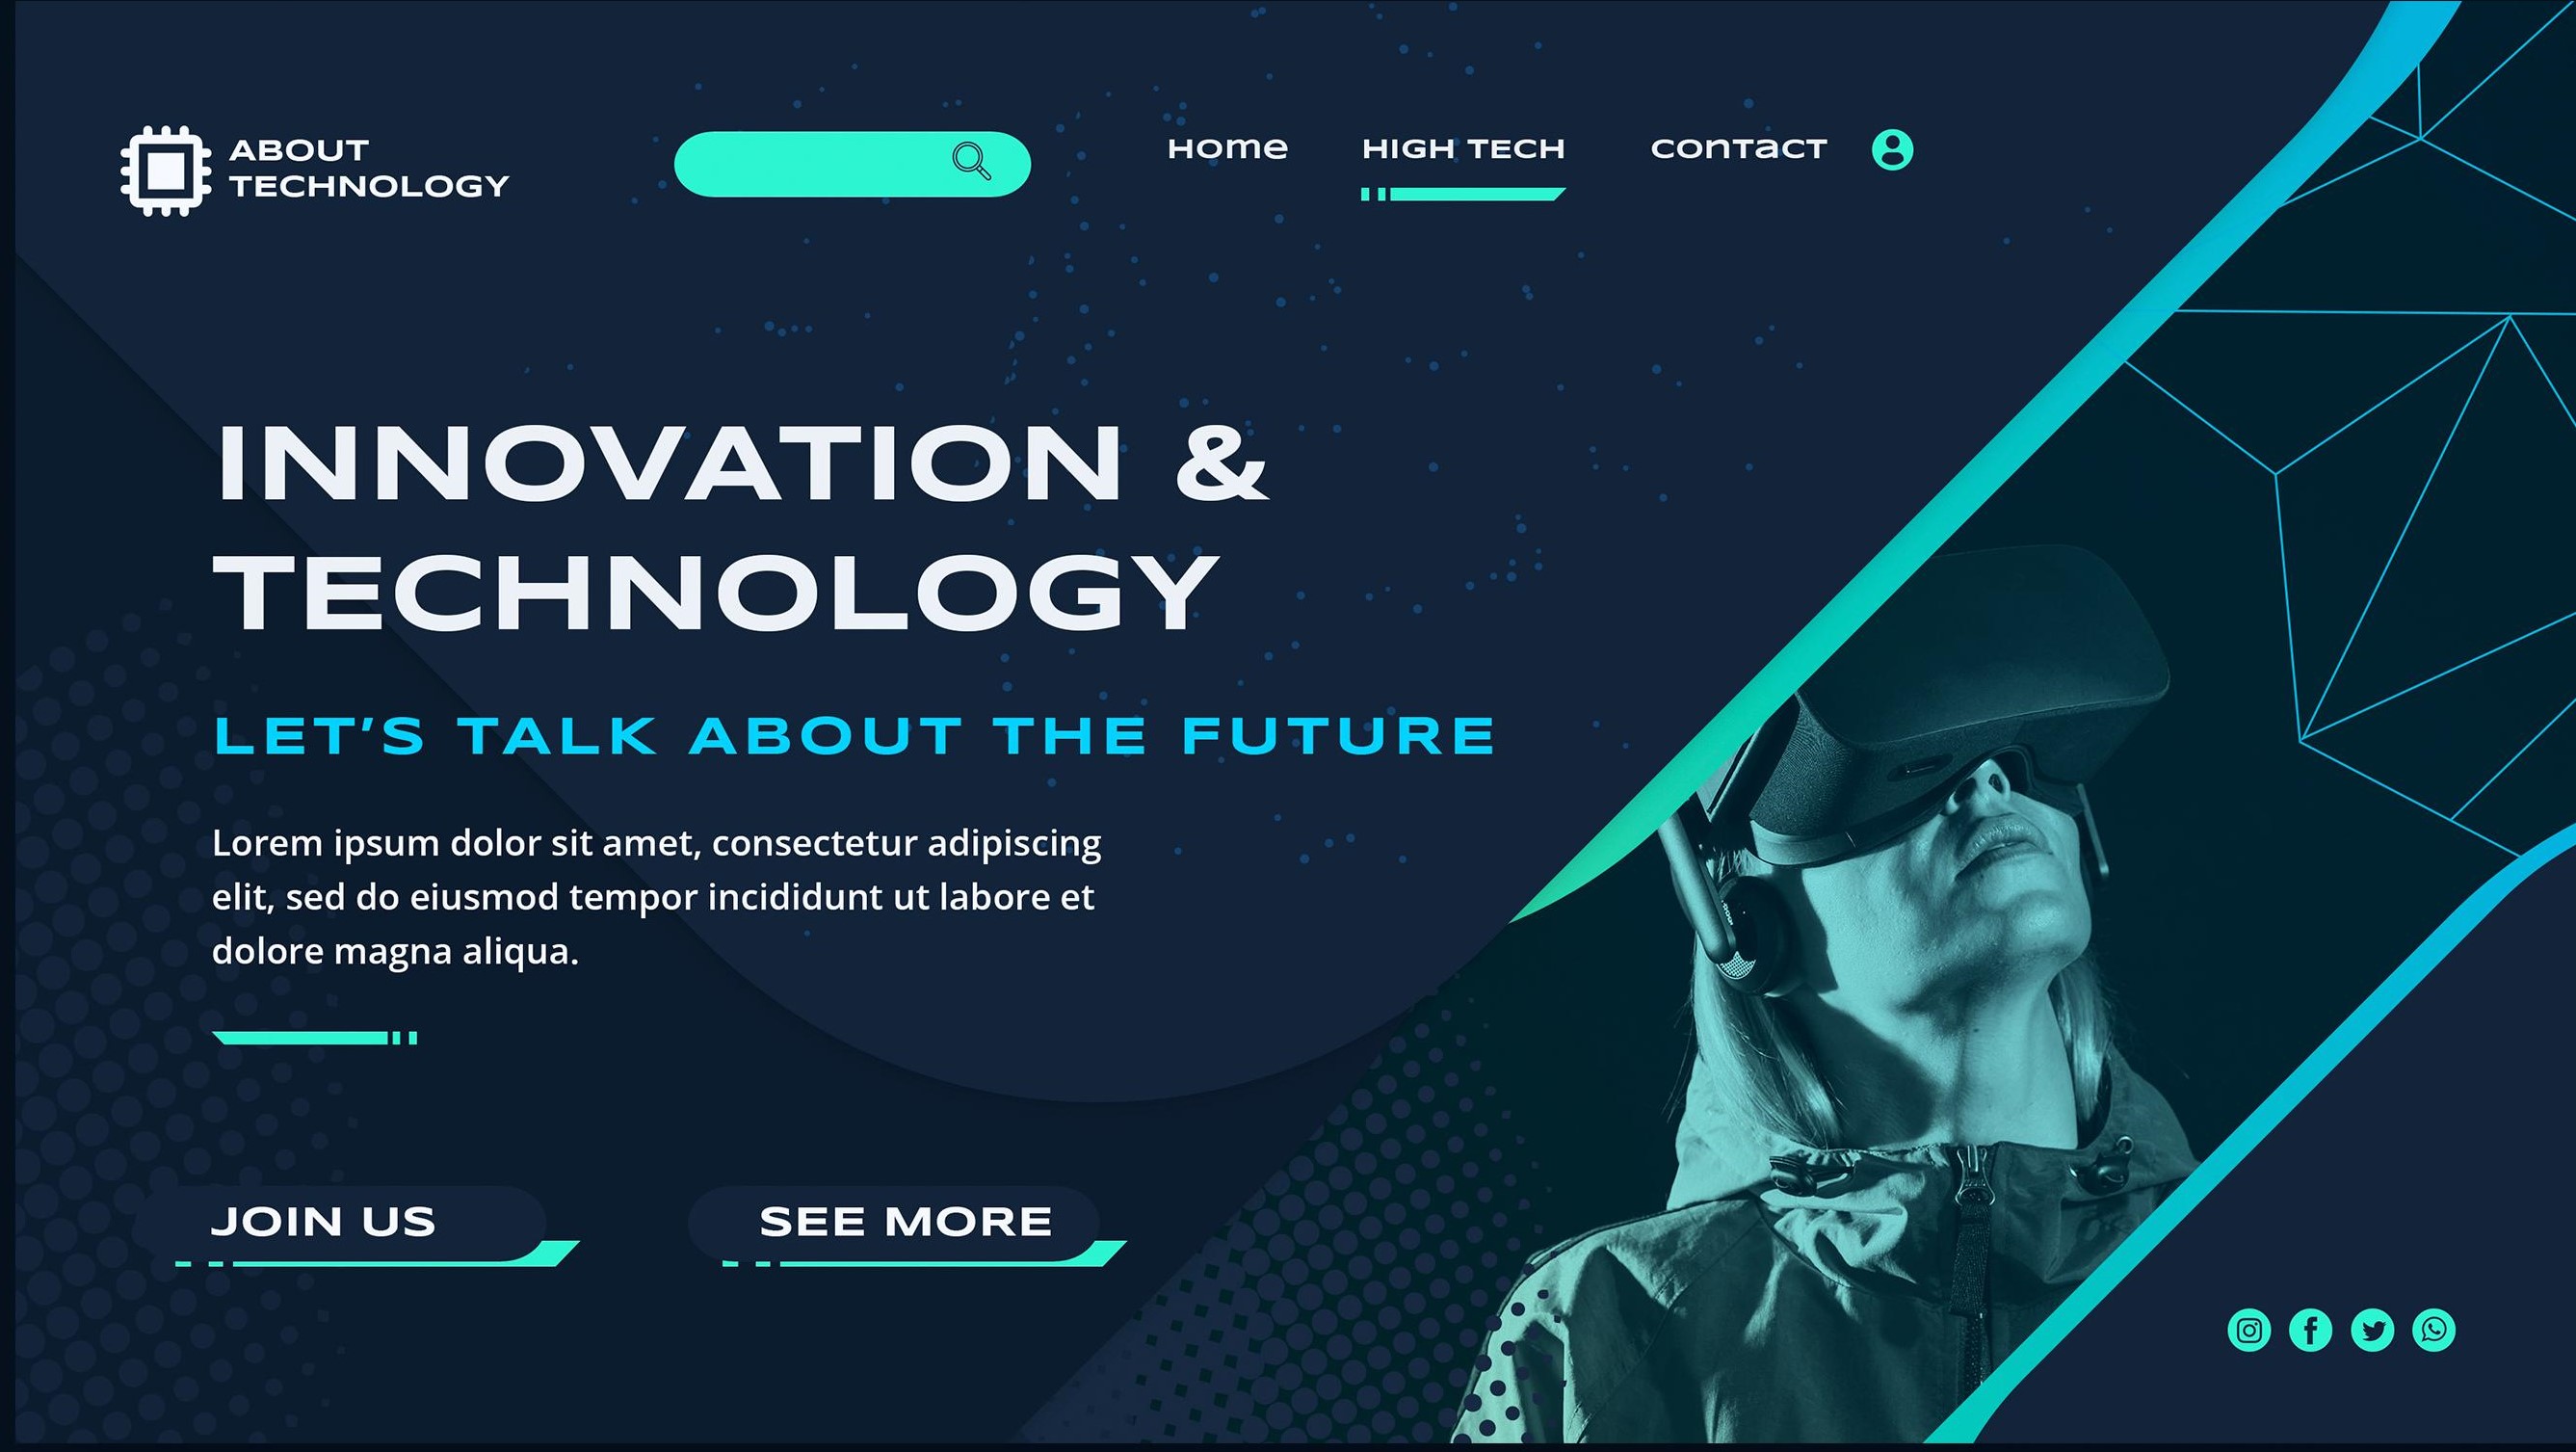 ABOUT
TECHNOLOGY
Home
HIGH TECH
contact
INNOVATION &
TECHNOLOGY
LET'S TALK ABOUT THE FUTURE
Lorem ipsum dolor sit amet, consectetur adipiscing
elit, sed do eiusmod tempor incididunt ut labore et
dolore magna aliqua.
JOIN US
SEE MORE